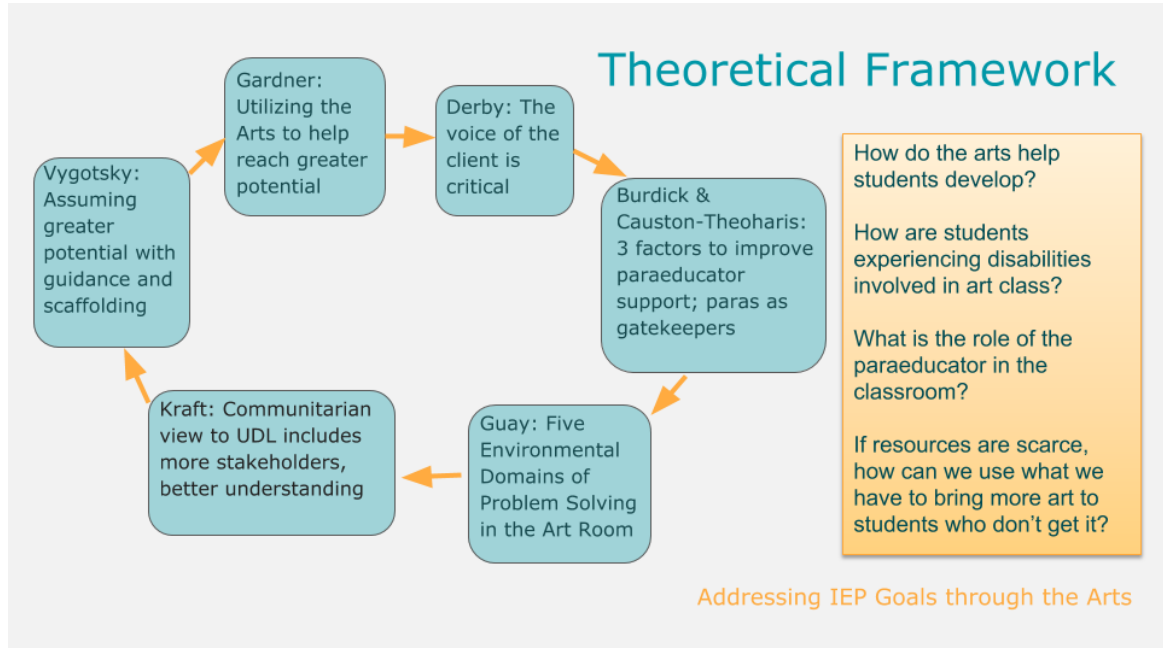 Theoretical Framework
Vygotsky:
Assuming
greater
potential with
guidance and
scaffolding
Gardner:
Utilizing the
Arts to help
reach greater
potential
Derby: The
voice of the
client is
critical
Burdick &
Causton-Theoharis:
3 factors to improve
paraeducator
support; paras as
gatekeepers
Guay: Five
Environmental
Domains of
Problem Solving
in the Art Room
Kraft: Communitarian
view to UDL includes
more stakeholders,
better understanding
How do the arts help
students develop?
How are students
experiencing disabilities
involved in art class?
What is the role of the
paraeducator in the
classroom?
If resources are scarce,
how can we use what we
have to bring more art to
students who don’t get it?
Addressing IEP Goals through the Arts